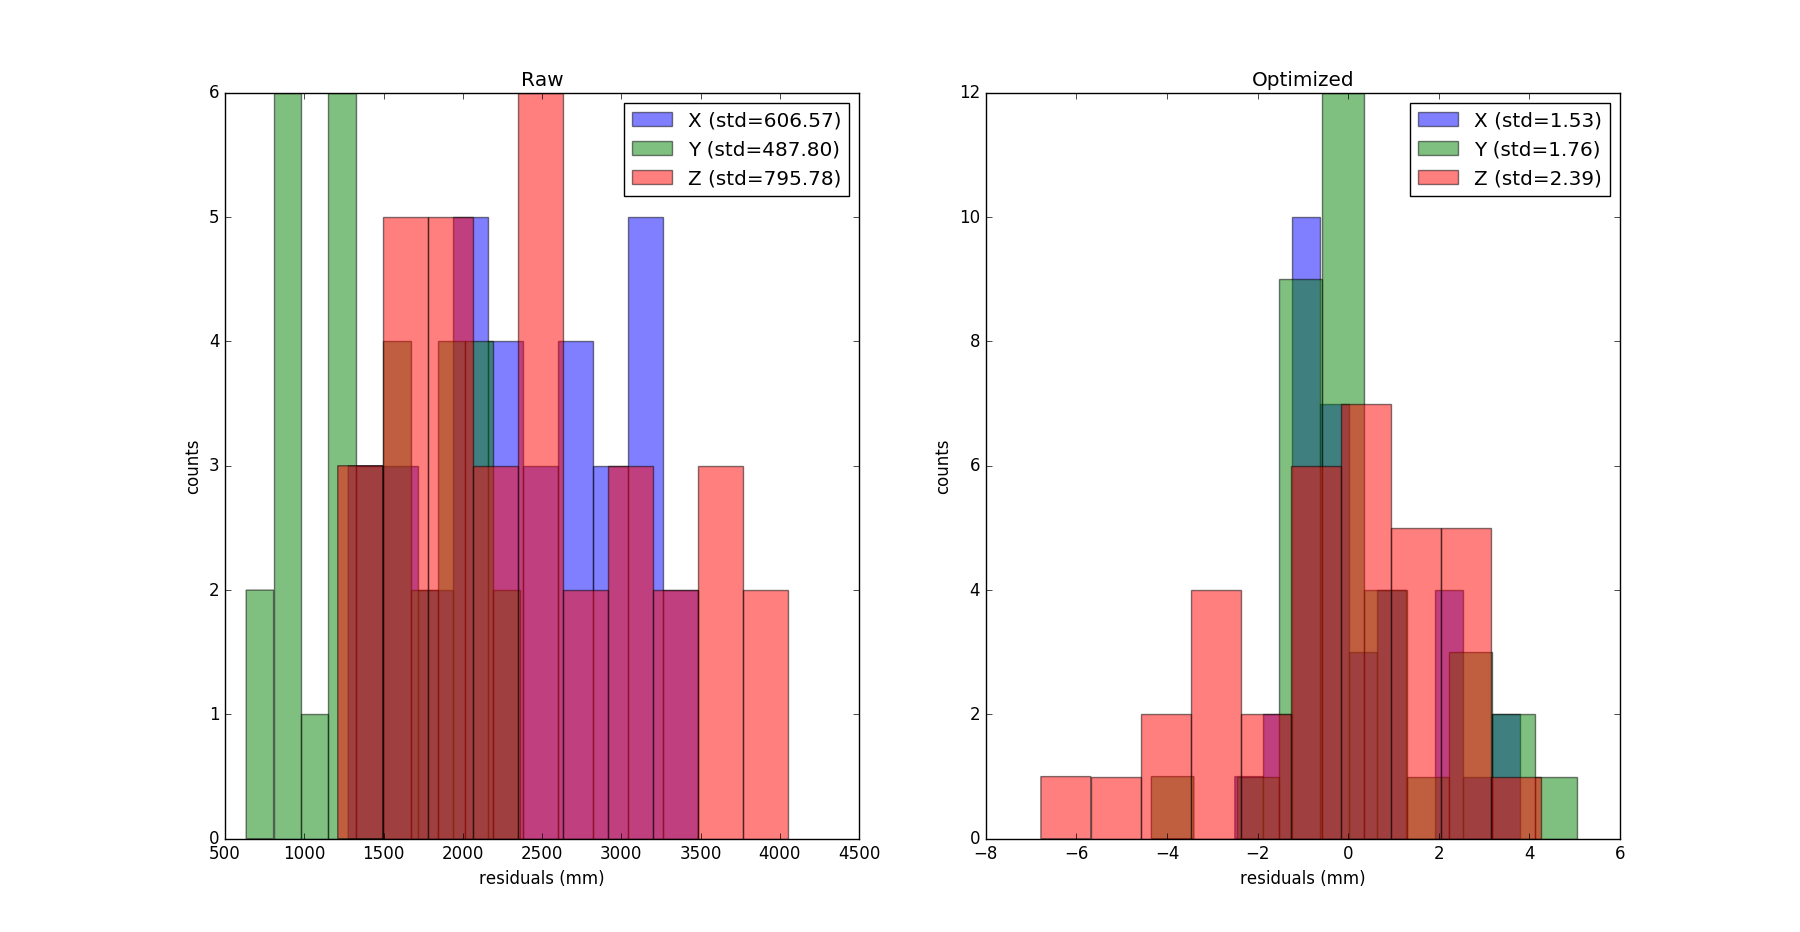 Raw
6
5
4
3
2
1
0
counts
X (std=606.57)
Y (std=487.80)
Z (std=795.78)
500 1000 1500 2000 2500 3000 3500 4000 4500
residuals (mm)
Optimized
12
10
8
6
4
2
0
counts
X (std=1.53)
Y (std=1.76)
Z (std=2.39)
−8 −6 −4 −2 0 2 4 6
residuals (mm)